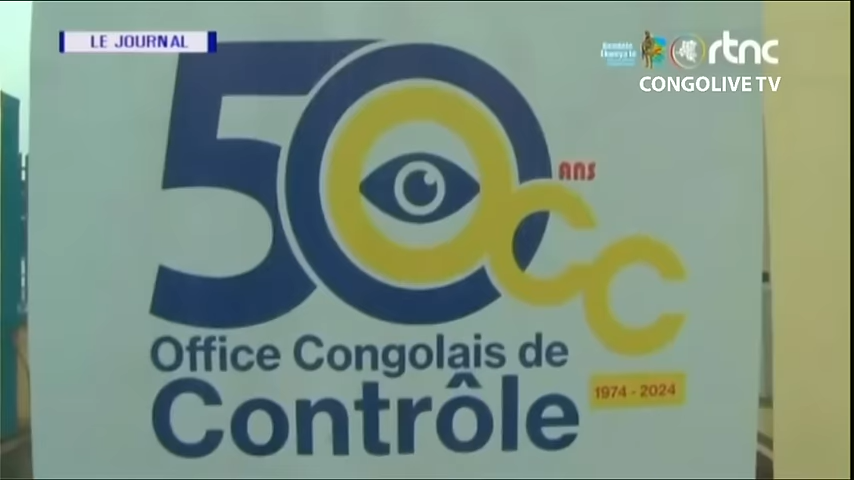 LE JOURNAL
rtnc
CONGOLIVE TV
50 ans
OCC
Office Congolais de
Contrôle
1974 - 2024